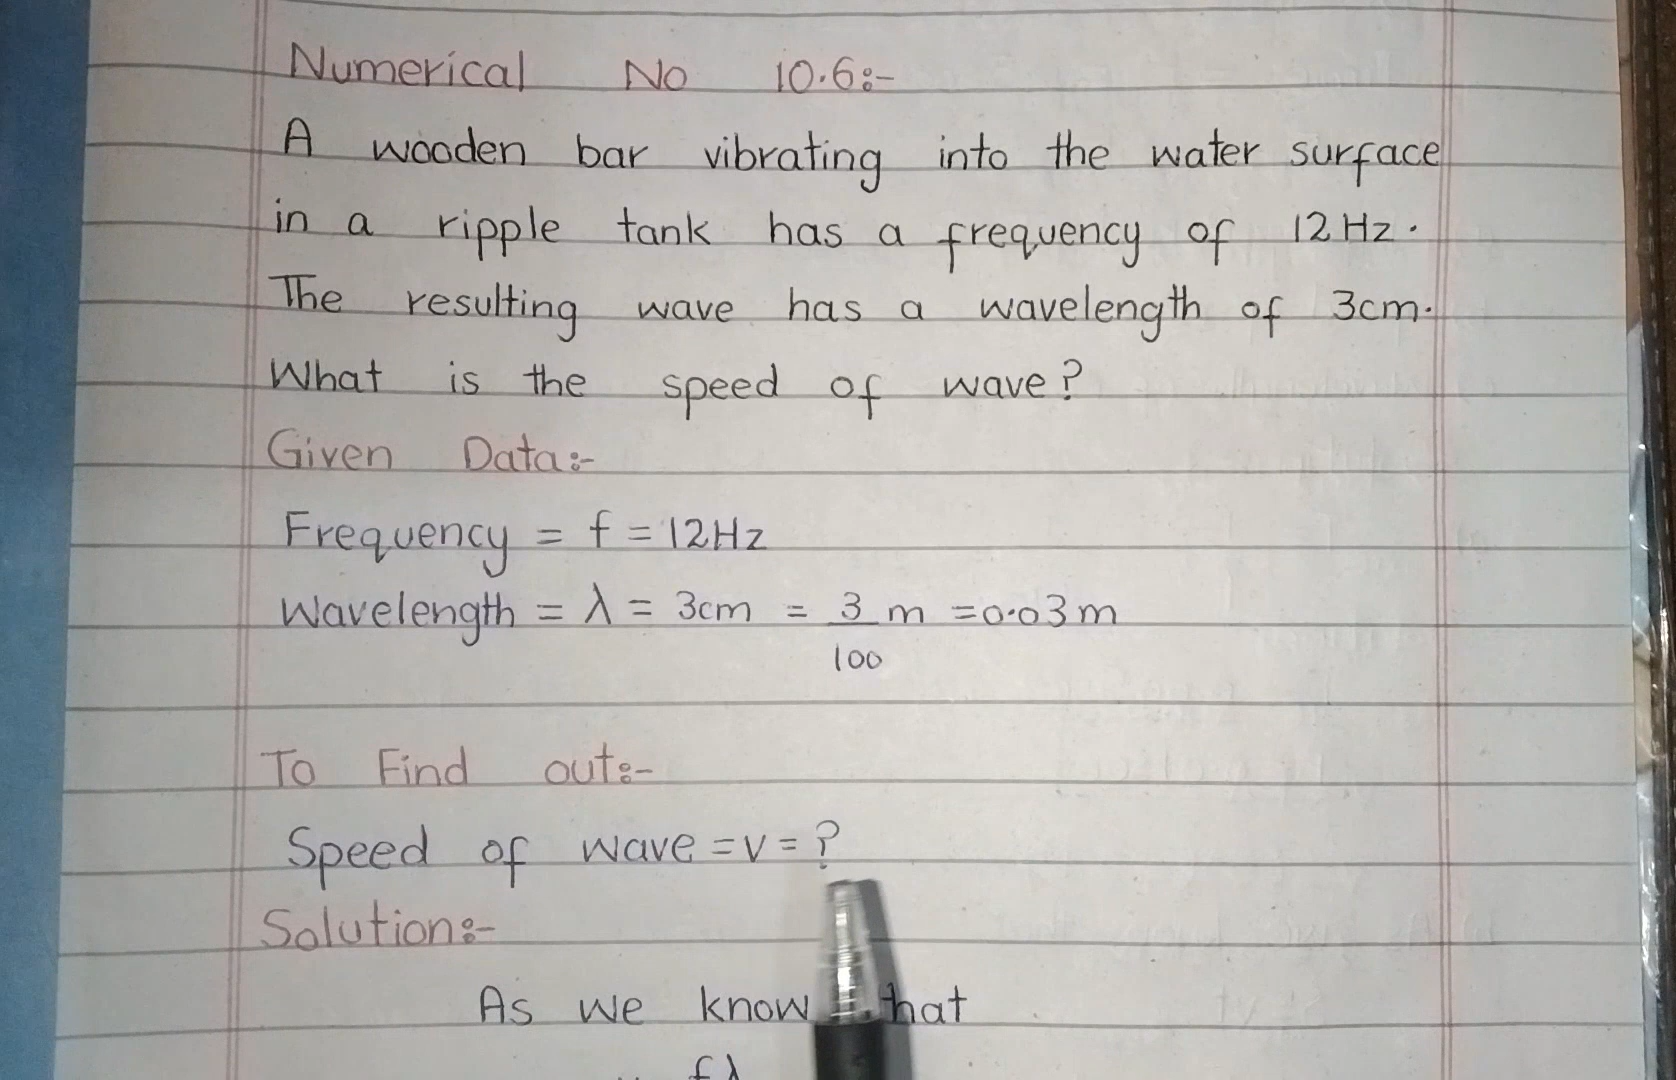 Numerical No 10.6:-
A wooden bar vibrating into the water surface
in a ripple tank has a frequency of 12 Hz.
The resulting wave has a wavelength of 3cm.
What is the speed of wave?
Given Data:-
Frequency = f = 12Hz
Wavelength = λ = 3cm = 3/100 m = 0.03 m
To Find out:-
Speed of wave = v = ?
Solution:-
As we know that
fλ